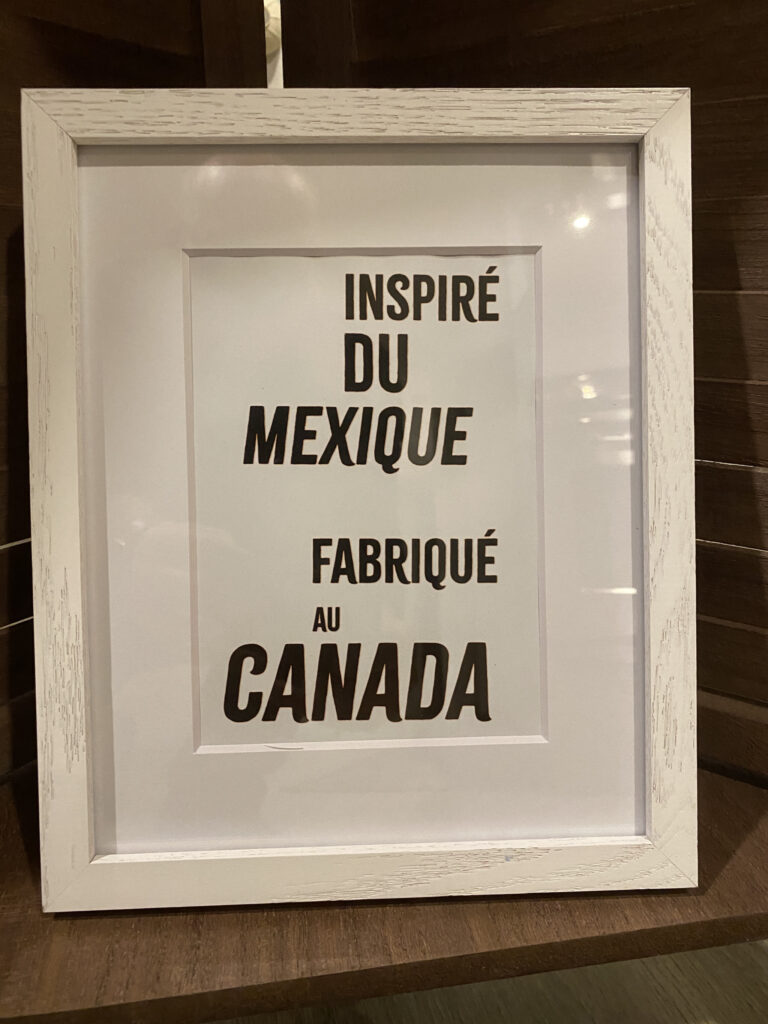 INSPIRÉ
DU
MEXIQUE
FABRIQUÉ
AU
CANADA